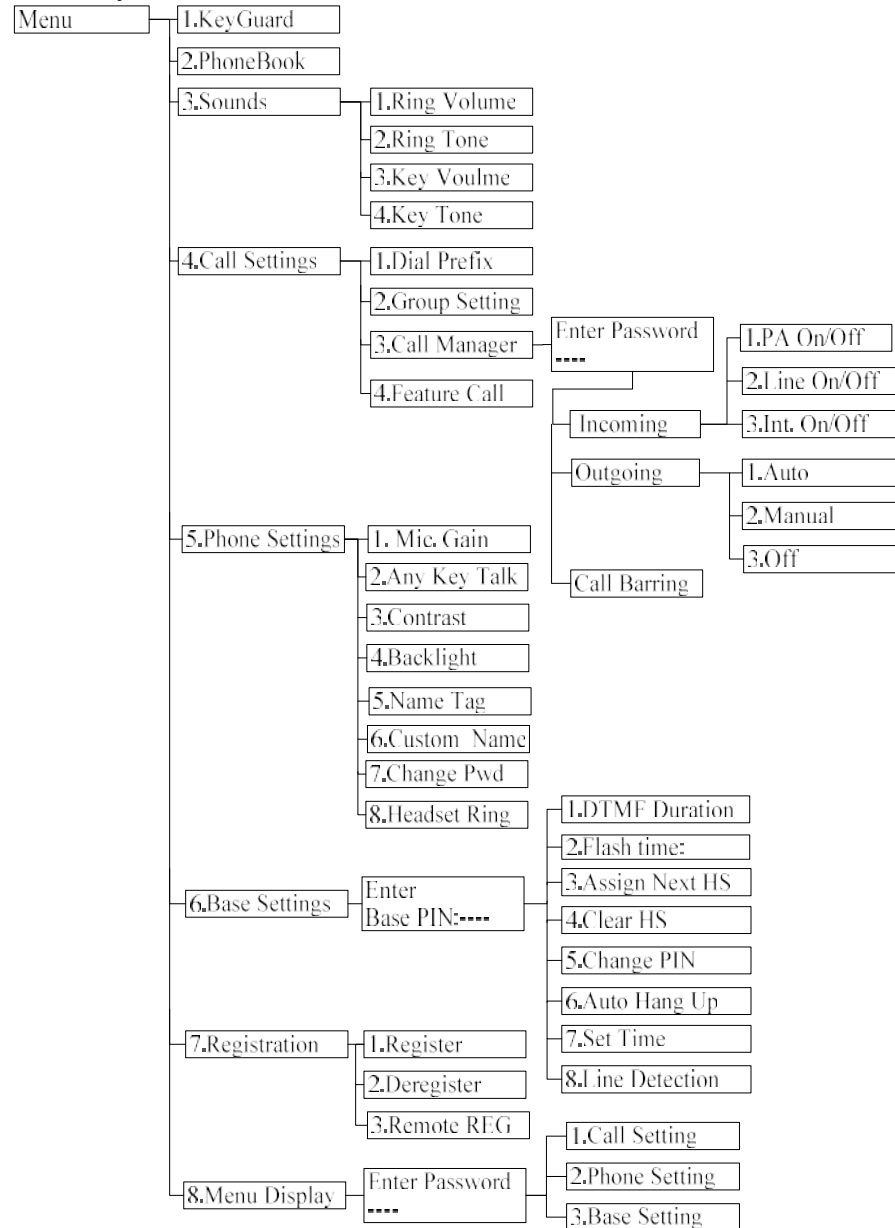 Menu
1.KeyGuard
2.PhoneBook
3.Sounds
1.Ring Volume
2.Ring Tone
3.Key Voulme
4.Key Tone
4.Call Settings
1.Dial Prefix
2.Group Setting
3.Call Manager
Enter Password
----
Incoming
1.PA On/Off
2.Line On/Off
3.Int. On/Off
Outgoing
1.Auto
2.Manual
3.Off
Call Barring
4.Feature Call
5.Phone Settings
1. Mic. Gain
2.Any Key Talk
3.Contrast
4.Backlight
5.Name Tag
6.Custom Name
7.Change Pwd
8.Headset Ring
6.Base Settings
Enter
Base PIN:----
1.DTMF Duration
2.Flash time:
3.Assign Next HS
4.Clear HS
5.Change PIN
6.Auto Hang Up
7.Set Time
8.Line Detection
7.Registration
1.Register
2.Deregister
3.Remote REG
8.Menu Display
Enter Password
----
1.Call Setting
2.Phone Setting
3.Base Setting